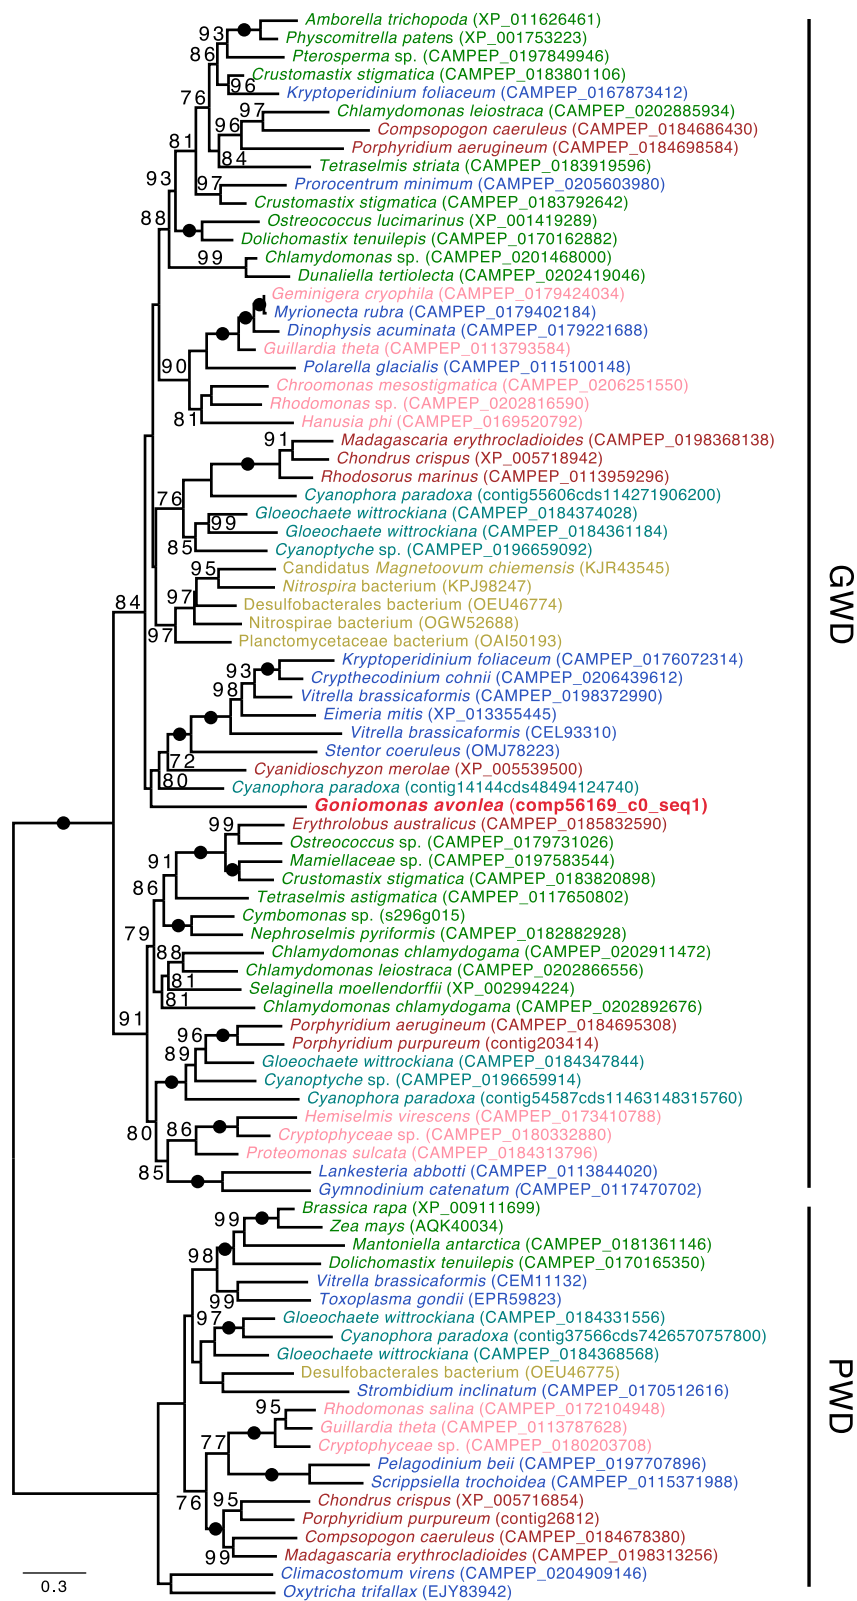 Amborella trichopoda (XP_011626461)
93
Physcomitrella patens (XP_001753223)
86
Pterosperma sp. (CAMPEP_0197849946)
Crustomastix stigmatica (CAMPEP_0183801106)
96
Kryptoperidinium foliaceum (CAMPEP_0167873412)
76
97
Chlamydomonas leiostraca (CAMPEP_0202885934)
96
Compsopogon caeruleus (CAMPEP_0184686430)
81
Porphyridium aerugineum (CAMPEP_0184698584)
84
Tetraselmis striata (CAMPEP_0183919596)
93
97
Prorocentrum minimum (CAMPEP_0205603980)
Crustomastix stigmatica (CAMPEP_0183792642)
88
Ostreococcus lucimarinus (XP_001419289)
Dolichomastix tenuilepis (CAMPEP_0170162882)
99
Chlamydomonas sp. (CAMPEP_0201468000)
Dunaliella tertiolecta (CAMPEP_0202419046)
Geminigera cryophila (CAMPEP_0179424034)
Myrionecta rubra (CAMPEP_0179402184)
Dinophysis acuminata (CAMPEP_0179221688)
Guillardia theta (CAMPEP_0113793584)
90
Polarella glacialis (CAMPEP_0115100148)
Chroomonas mesostigmatica (CAMPEP_0206251550)
Rhodomonas sp. (CAMPEP_0202816590)
81
Hanusia phi (CAMPEP_0169520792)
91
Madagascaria erythrocladioides (CAMPEP_0198368138)
Chondrus crispus (XP_005718942)
Rhodosorus marinus (CAMPEP_0113959296)
76
Cyanophora paradoxa (contig55606cds114271906200)
Gloeochaete wittrockiana (CAMPEP_0184374028)
99
Gloeochaete wittrockiana (CAMPEP_0184361184)
85
Cyanoptyche sp. (CAMPEP_0196659092)
95
Candidatus Magnetoovum chiemensis (KJR43545)
Nitrospira bacterium (KPJ98247)
84
97
Desulfobacterales bacterium (OEU46774)
Nitrospirae bacterium (OGW52688)
97
Planctomycetaceae bacterium (OAI50193)
GWD
Kryptoperidinium foliaceum (CAMPEP_0176072314)
93
Crypthecodinium cohnii (CAMPEP_0206439612)
98
Vitrella brassicaformis (CAMPEP_0198372990)
Eimeria mitis (XP_013355445)
Vitrella brassicaformis (CEL93310)
Stentor coeruleus (OMJ78223)
72
Cyanidioschyzon merolae (XP_005539500)
80
Cyanophora paradoxa (contig14144cds48494124740)
Goniomonas avonlea (comp56169_c0_seq1)
99
Erythrolobus australicus (CAMPEP_0185832590)
Ostreococcus sp. (CAMPEP_0179731026)
91
Mamiellaceae sp. (CAMPEP_0197583544)
Crustomastix stigmatica (CAMPEP_0183820898)
86
Tetraselmis astigmatica (CAMPEP_0117650802)
Cymbomonas sp. (s296g015)
79
Nephroselmis pyriformis (CAMPEP_0182882928)
88
Chlamydomonas chlamydogama (CAMPEP_0202911472)
Chlamydomonas leiostraca (CAMPEP_0202866556)
81
Selaginella moellendorffii (XP_002994224)
81
Chlamydomonas chlamydogama (CAMPEP_0202892676)
91
Porphyridium aerugineum (CAMPEP_0184695308)
96
Porphyridium purpureum (contig203414)
89
Gloeochaete wittrockiana (CAMPEP_0184347844)
Cyanoptyche sp. (CAMPEP_0196659914)
Cyanophora paradoxa (contig54587cds11463148315760)
Hemiselmis virescens (CAMPEP_0173410788)
80
86
Cryptophyceae sp. (CAMPEP_0180332880)
Proteomonas sulcata (CAMPEP_0184313796)
85
Lankesteria abbotti (CAMPEP_0113844020)
Gymnodinium catenatum (CAMPEP_0117470702)
Brassica rapa (XP_009111699)
99
Zea mays (AQK40034)
Mantoniella antarctica (CAMPEP_0181361146)
98
Dolichomastix tenuilepis (CAMPEP_0170165350)
Vitrella brassicaformis (CEM11132)
99
Toxoplasma gondii (EPR59823)
97
Gloeochaete wittrockiana (CAMPEP_0184331556)
Cyanophora paradoxa (contig37566cds7426570757800)
Gloeochaete wittrockiana (CAMPEP_0184368568)
Desulfobacterales bacterium (OEU46775)
Strombidium inclinatum (CAMPEP_0170512616)
PWD
95
Rhodomonas salina (CAMPEP_0172104948)
Guillardia theta (CAMPEP_0113787628)
77
Cryptophyceae sp. (CAMPEP_0180203708)
Pelagodinium beii (CAMPEP_0197707896)
Scrippsiella trochoidea (CAMPEP_0115371988)
76
95
Chondrus crispus (XP_005716854)
Porphyridium purpureum (contig26812)
Compsopogon caeruleus (CAMPEP_0184678380)
99
Madagascaria erythrocladioides (CAMPEP_0198313256)
Climacostomum virens (CAMPEP_0204909146)
0.3
Oxytricha trifallax (EJY83942)